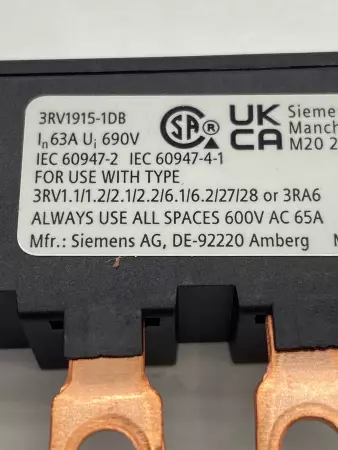 3RV1915-1DB
In 63A Ui 690V
IEC 60947-2 IEC 60947-4-1
FOR USE WITH TYPE
3RV1.1/1.2/2.1/2.2/6.1/6.2/27/28 or 3RA6
ALWAYS USE ALL SPACES 600V AC 65A
Mfr.: Siemens AG, DE-92220 Amberg
SA
UK
CA
Sieme
Manch
M20 2